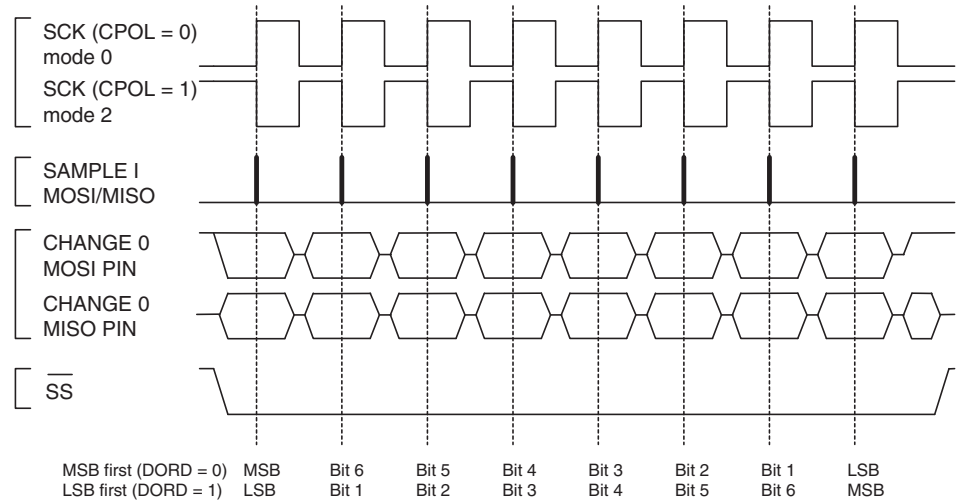 SCK (CPOL = 0)
mode 0
SCK (CPOL = 1)
mode 2
SAMPLE I
MOSI/MISO
CHANGE 0
MOSI PIN
CHANGE 0
MISO PIN
SS
MSB first (DORD = 0) MSB Bit 6 Bit 5 Bit 4 Bit 3 Bit 2 Bit 1 LSB
LSB first (DORD = 1) LSB Bit 1 Bit 2 Bit 3 Bit 4 Bit 5 Bit 6 MSB